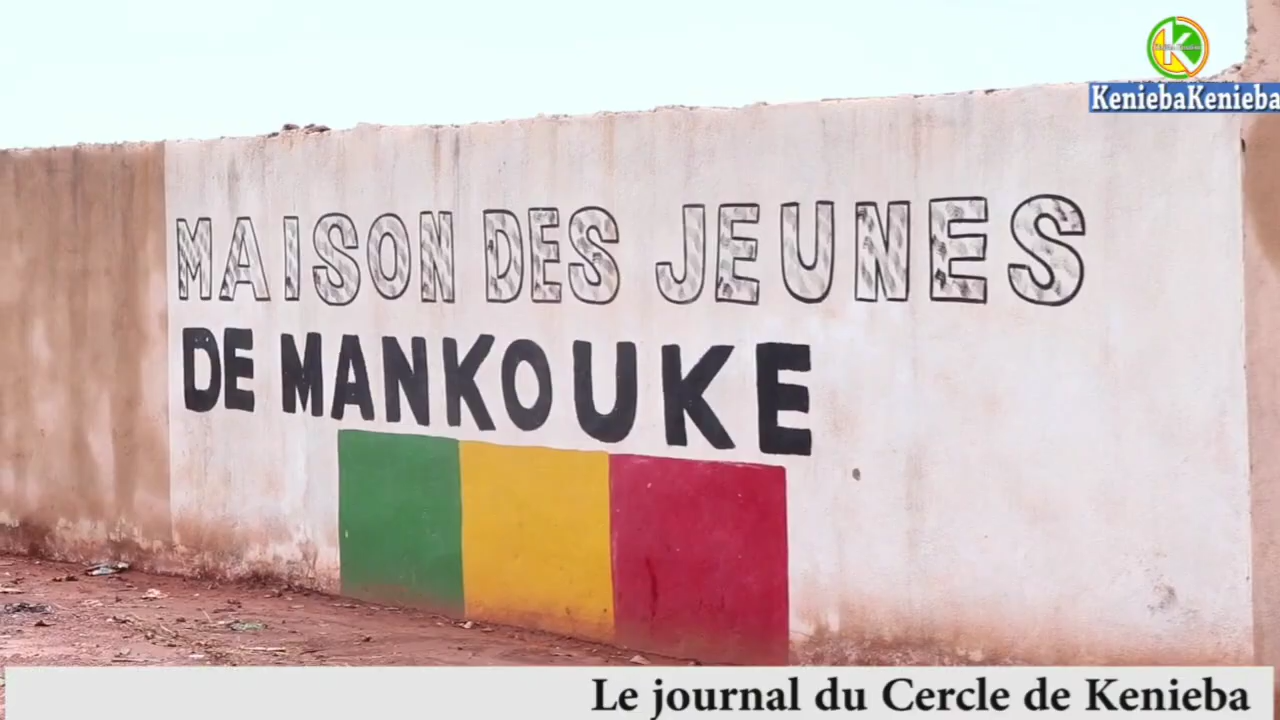 KeniebaKenieba
MAISON DES JEUNES
DE MANKOUKE
Le journal du Cercle de Kenieba